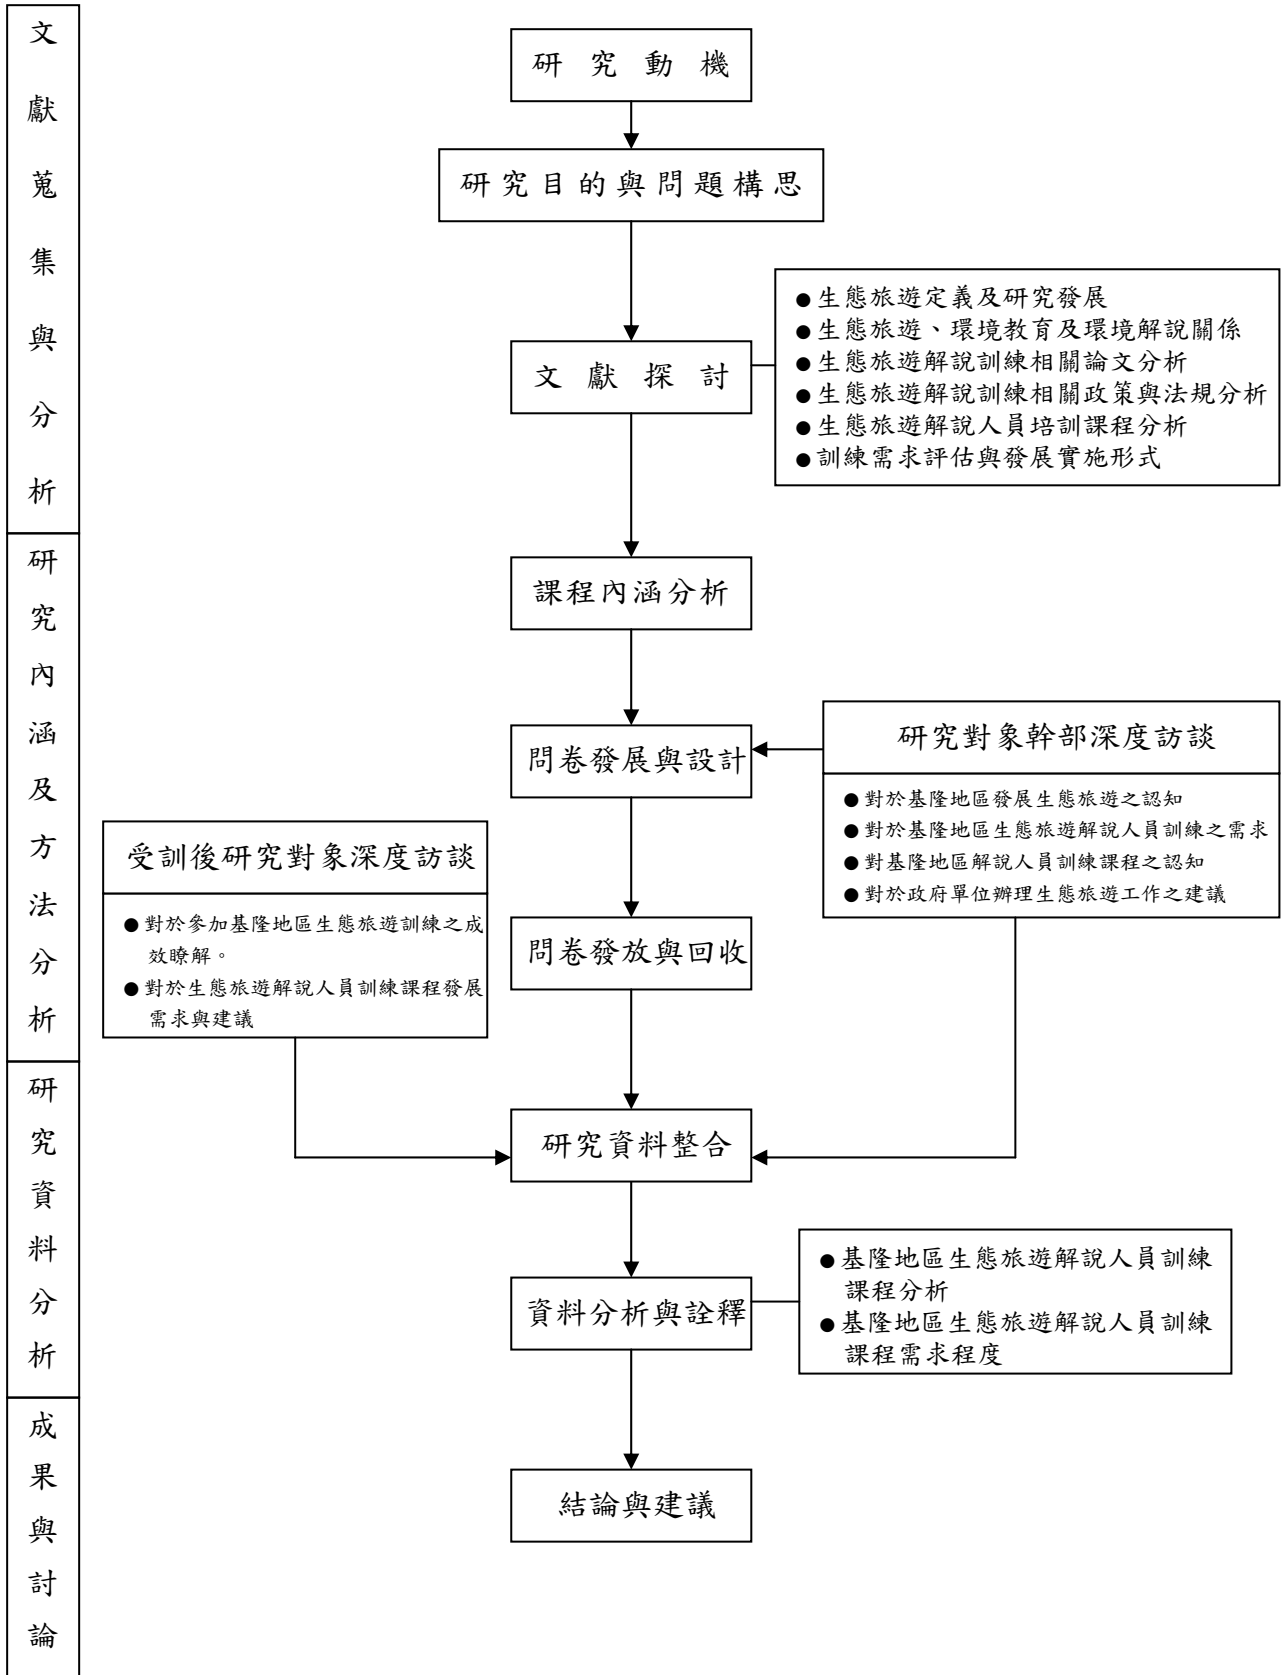 文獻蒐集與分析
研究動機
研究目的與問題構思
文獻探討
●生態旅遊定義及研究發展
●生態旅遊、環境教育及環境解說關係
●生態旅遊解說訓練相關論文分析
●生態旅遊解說訓練相關政策與法規分析
●生態旅遊解說人員培訓課程分析
●訓練需求評估與發展實施形式
研究內涵及方法分析
課程內涵分析
問卷發展與設計
研究對象幹部深度訪談
●對於基隆地區發展生態旅遊之認知
●對於基隆地區生態旅遊解說人員訓練之需求
●對基隆地區解說人員訓練課程之認知
●對於政府單位辦理生態旅遊工作之建議
受訓後研究對象深度訪談
●對於參加基隆地區生態旅遊訓練之成
效瞭解。
●對於生態旅遊解說人員訓練課程發展
需求與建議
問卷發放與回收
研究資料分析
研究資料整合
資料分析與詮釋
●基隆地區生態旅遊解說人員訓練
課程分析
●基隆地區生態旅遊解說人員訓練
課程需求程度
成果與討論
結論與建議